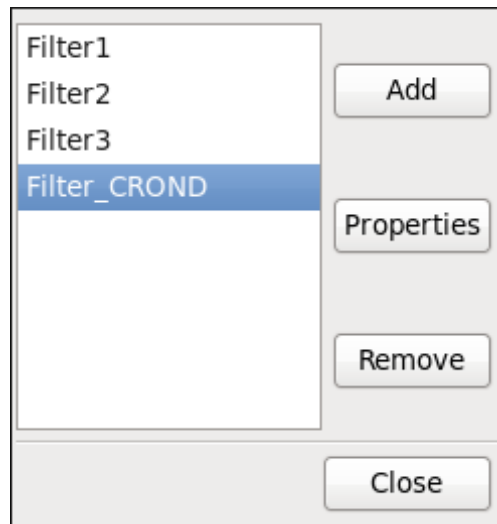 Filter1
Filter2
Filter3
Filter_CROND
Add
Properties
Remove
Close